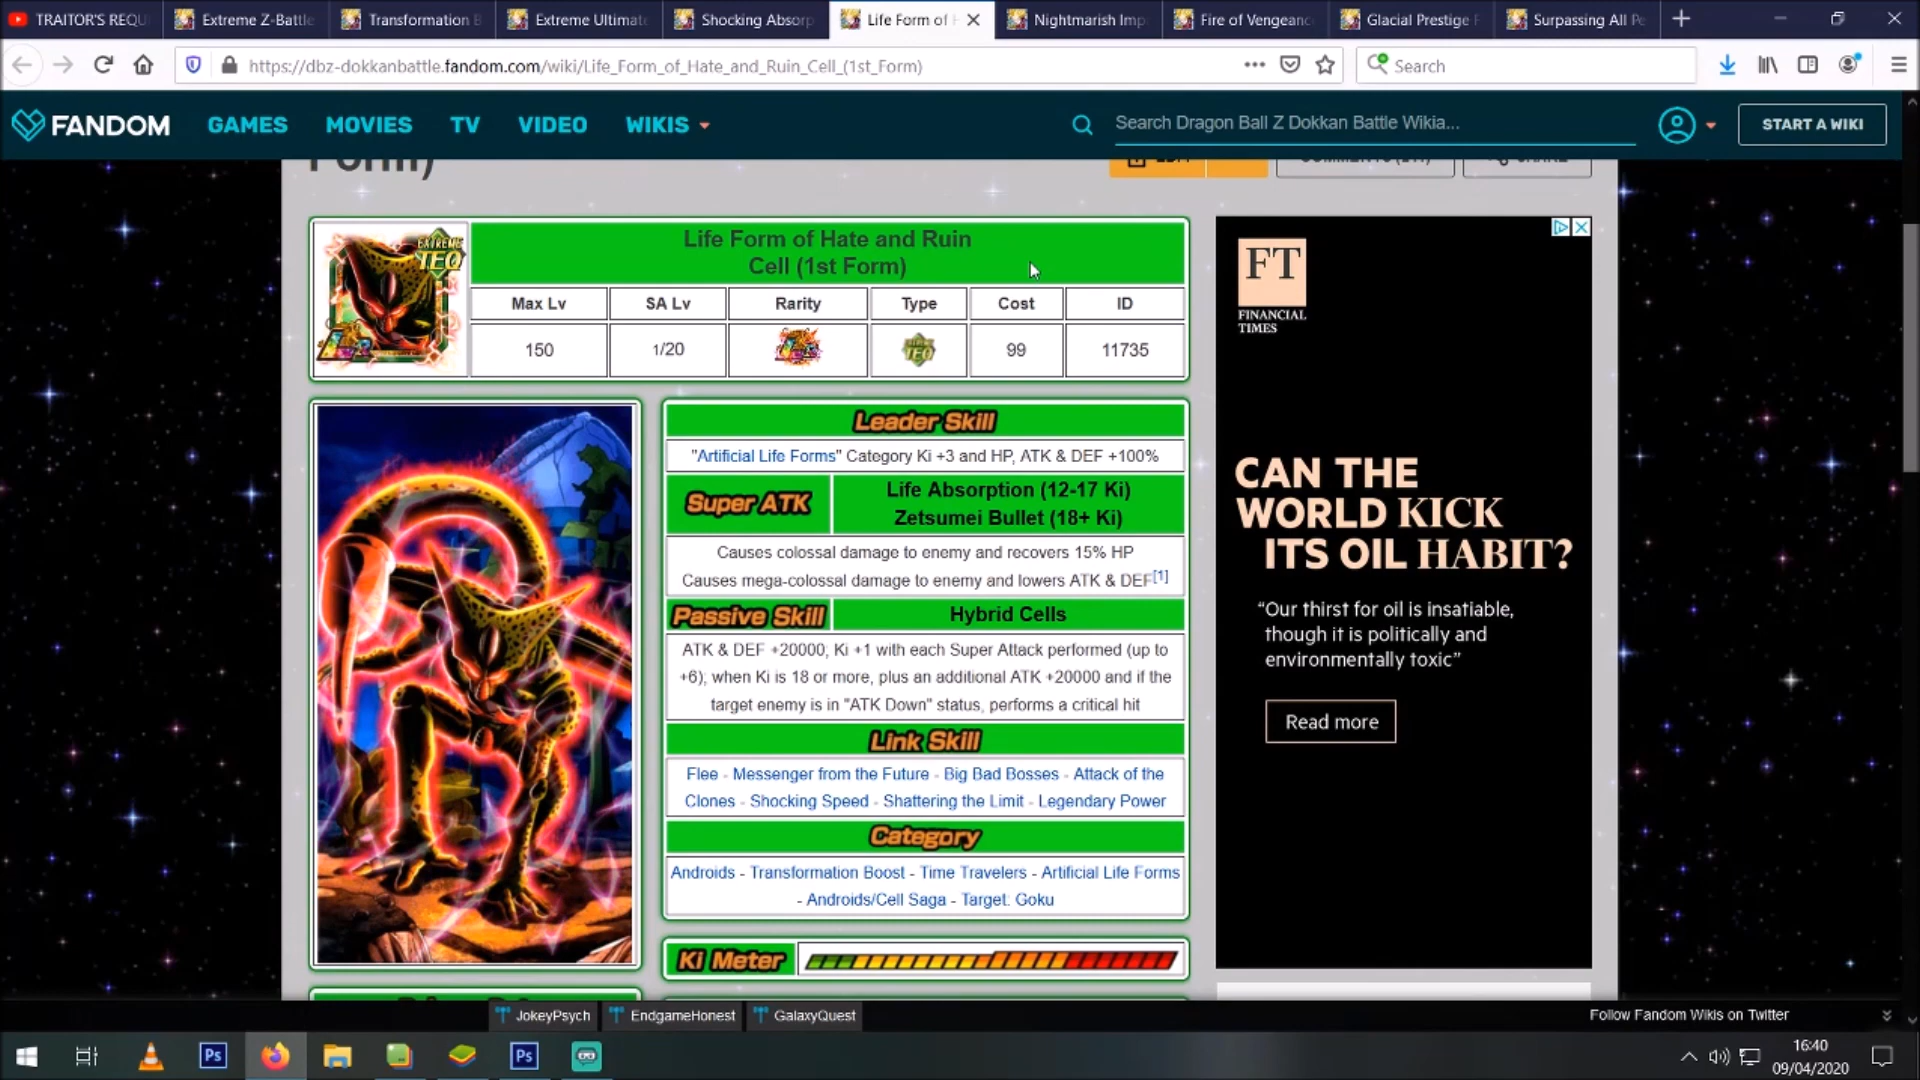 TRAITOR'S REQU
Extreme Z-Battle
Transformation B
Extreme Ultimate
Shocking Absorp
Life Form of H
Nightmarish Imp
Fire of Vengeanc
Glacial Prestige F
Surpassing All Pe
https://dbz-dokkanbattle.fandom.com/wiki/Life_Form_of_Hate_and_Ruin_Cell_(1st_Form)
Search
FANDOM
GAMES
MOVIES
TV
VIDEO
WIKIS
Search Dragon Ball Z Dokkan Battle Wikia...
START A WIKI
Form)
EXTREME
TEQ
Life Form of Hate and Ruin
Cell (1st Form)
Max Lv SA Lv Rarity Type Cost ID
150 1/20 LR TEQ 99 11735
Leader Skill
"Artificial Life Forms" Category Ki +3 and HP, ATK & DEF +100%
Super ATK
Life Absorption (12-17 Ki)
Zetsumei Bullet (18+ Ki)
Causes colossal damage to enemy and recovers 15% HP
Causes mega-colossal damage to enemy and lowers ATK & DEF[1]
Passive Skill
Hybrid Cells
ATK & DEF +20000; Ki +1 with each Super Attack performed (up to
+6); when Ki is 18 or more, plus an additional ATK +20000 and if the
target enemy is in "ATK Down" status, performs a critical hit
Link Skill
Flee - Messenger from the Future - Big Bad Bosses - Attack of the
Clones - Shocking Speed - Shattering the Limit - Legendary Power
Category
Androids - Transformation Boost - Time Travelers - Artificial Life Forms
- Androids/Cell Saga - Target: Goku
Ki Meter
FT
FINANCIAL
TIMES
CAN THE
WORLD KICK
ITS OIL HABIT?
“Our thirst for oil is insatiable,
though it is politically and
environmentally toxic”
Read more
JokeyPsych
EndgameHonest
GalaxyQuest
Follow Fandom Wikis on Twitter
Ps
Ps
16:40
09/04/2020